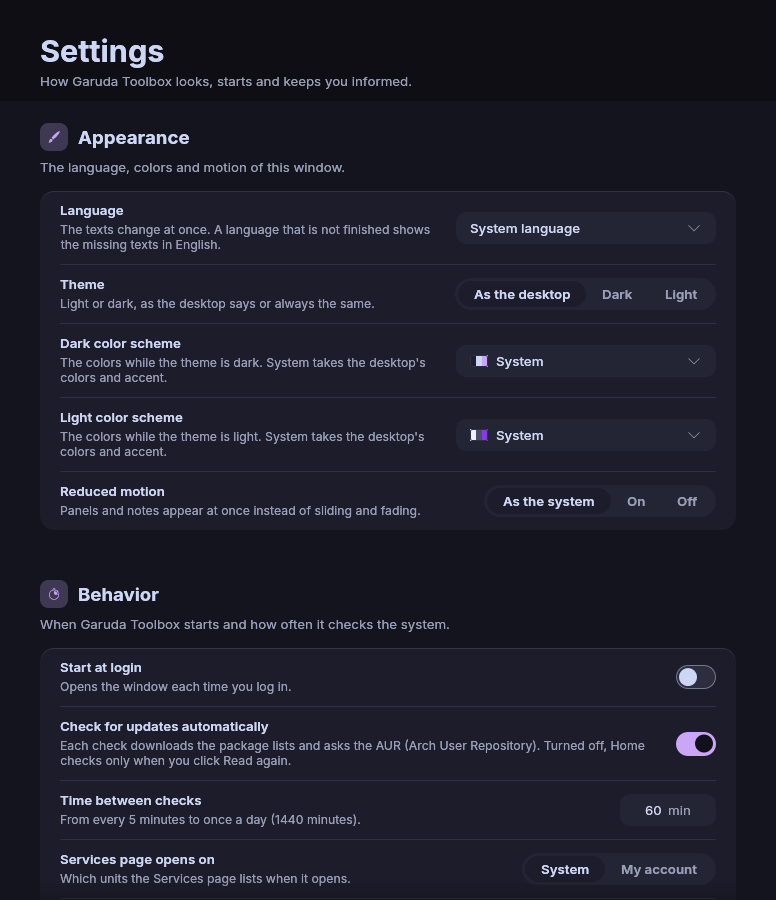 Settings
How Garuda Toolbox looks, starts and keeps you informed.
Appearance
The language, colors and motion of this window.
Language
The texts change at once. A language that is not finished shows
the missing texts in English.
System language
Theme
Light or dark, as the desktop says or always the same.
As the desktop Dark Light
Dark color scheme
The colors while the theme is dark. System takes the desktop's
colors and accent.
System
Light color scheme
The colors while the theme is light. System takes the desktop's
colors and accent.
System
Reduced motion
Panels and notes appear at once instead of sliding and fading.
As the system On Off
Behavior
When Garuda Toolbox starts and how often it checks the system.
Start at login
Opens the window each time you log in.
Check for updates automatically
Each check downloads the package lists and asks the AUR (Arch User Repository). Turned off, Home
checks only when you click Read again.
Time between checks
From every 5 minutes to once a day (1440 minutes).
60 min
Services page opens on
Which units the Services page lists when it opens.
System My account